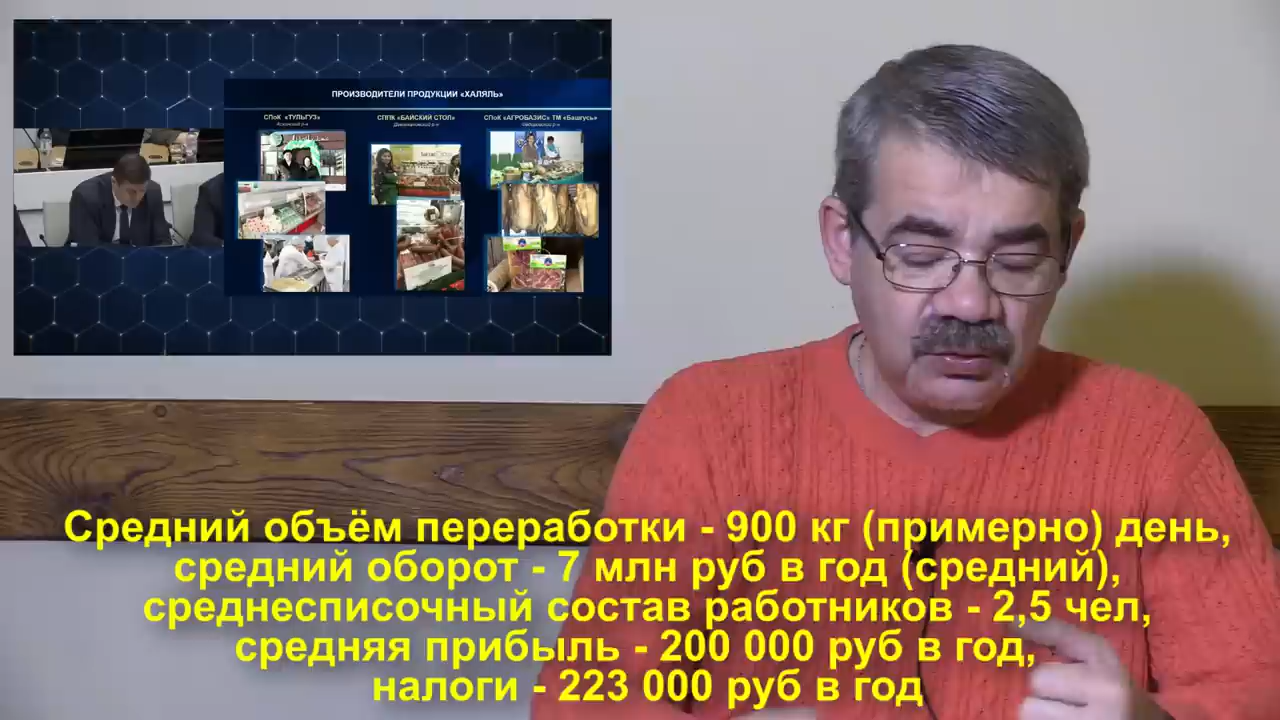 ПРОИЗВОДИТЕЛИ ПРОДУКЦИИ «ХАЛЯЛЬ»
СПоК «ТУЛЬГУЗ»
СППК «БАЙСКИЙ СТОЛ»
СПоК «АГРОБАЗИС» ТМ «Башгусь»
Средний объём переработки - 900 кг (примерно) день,
средний оборот - 7 млн руб в год (средний),
среднесписочный состав работников - 2,5 чел,
средняя прибыль - 200 000 руб в год,
налоги - 223 000 руб в год